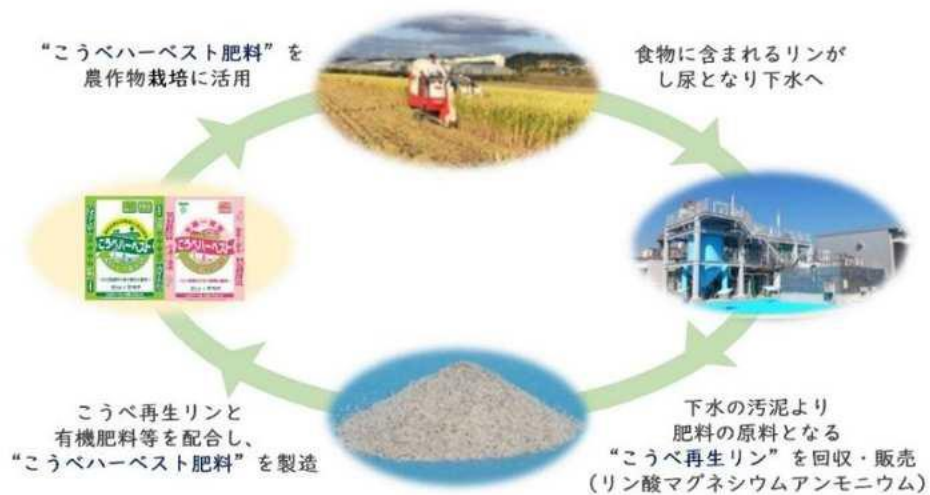 “こうベハーベスト肥料”を
農作物栽培に活用
食物に含まれるリンが
し尿となり下水へ
下水の汚泥より
肥料の原料となる
“こうべ再生リン”を回収・販売
（リン酸マグネシウムアンモニウム）
こうべ再生リンと
有機肥料等を配合し、
“こうベハーベスト肥料”を製造
こうベハーベスト
こうベハーベスト